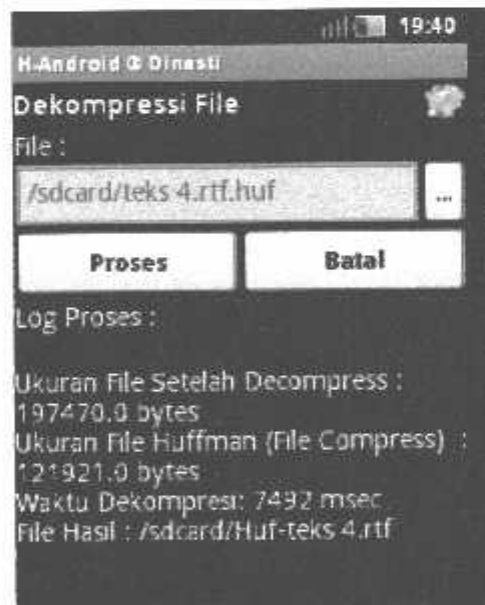 19:40
H-Android @ Dinasti
Dekompressi File
File :
/sdcard/teks 4.rtf.huf
...
Proses Batal
Log Proses :
Ukuran File Setelah Decompress :
197470.0 bytes
Ukuran File Huffman (File Compress) :
121921.0 bytes
Waktu Dekompresi: 7492 msec
File Hasil : /sdcard/Huf-teks 4.rtf